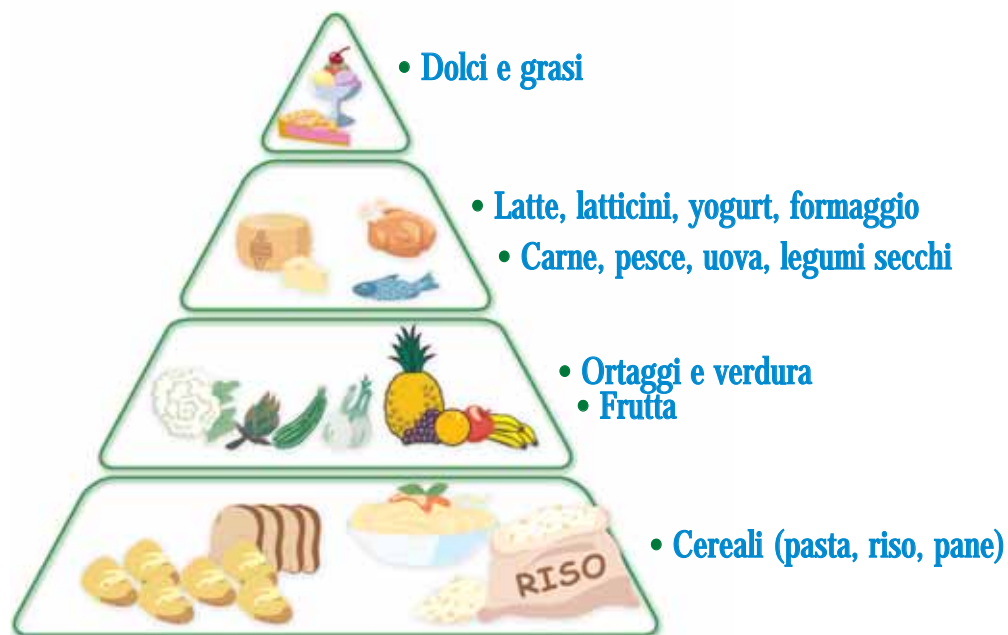 • Dolci e grasi
• Latte, latticini, yogurt, formaggio
• Carne, pesce, uova, legumi secchi
• Ortaggi e verdura
• Frutta
• Cereali (pasta, riso, pane)
RISO